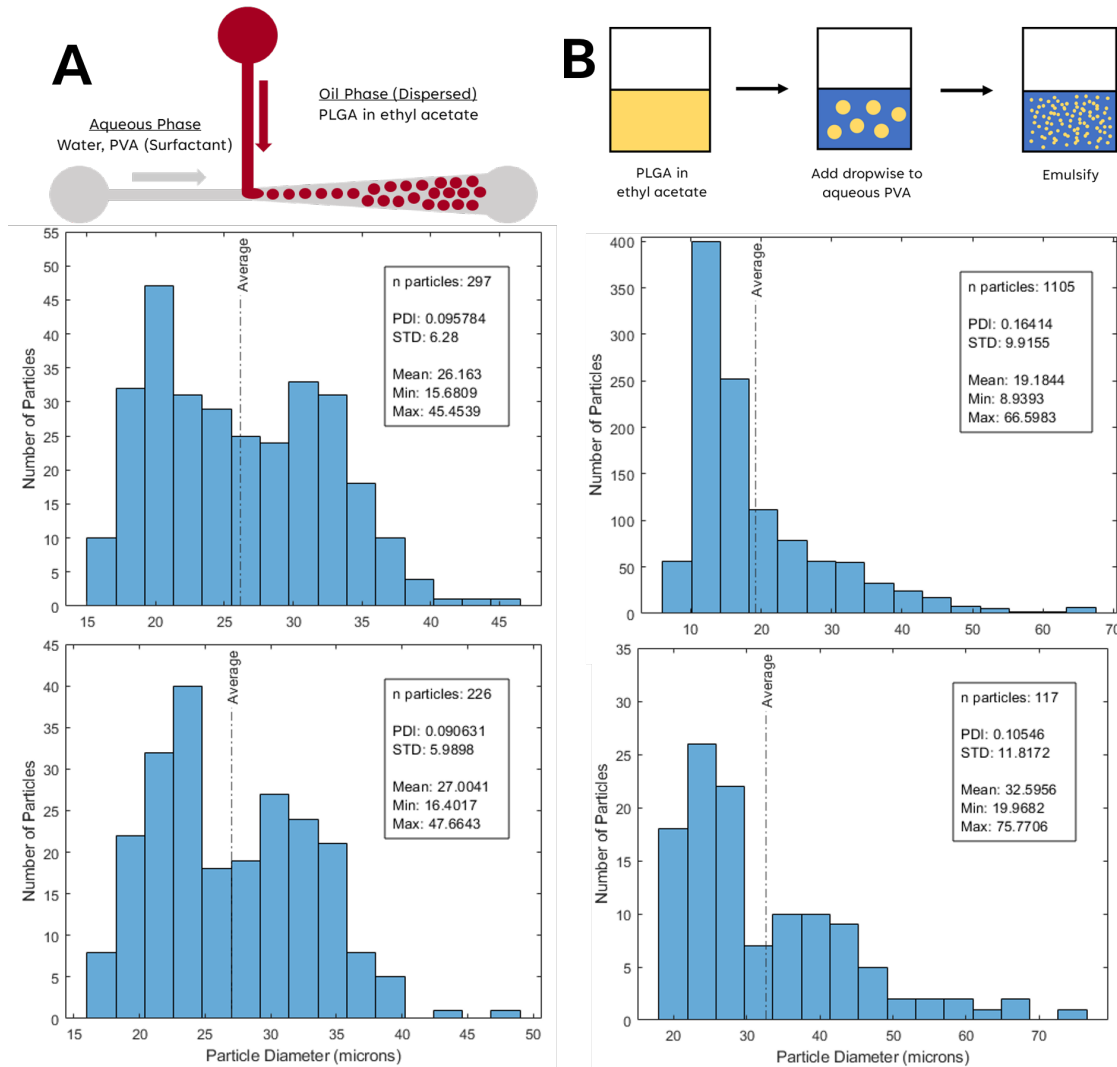 A
Aqueous Phase
Water, PVA (Surfactant)
Oil Phase (Dispersed)
PLGA in ethyl acetate
B
PLGA in
ethyl acetate
Add dropwise to
aqueous PVA
Emulsify
55
50
45
40
35
30
25
20
15
10
5
0
Number of Particles
Average
n particles: 297
PDI: 0.095784
STD: 6.28
Mean: 26.163
Min: 15.6809
Max: 45.4539
15 20 25 30 35 40 45
400
350
300
250
200
150
100
50
0
Number of Particles
Average
n particles: 1105
PDI: 0.16414
STD: 9.9155
Mean: 19.1844
Min: 8.9393
Max: 66.5983
10 20 30 40 50 60 70
45
40
35
30
25
20
15
10
5
0
Number of Particles
Average
n particles: 226
PDI: 0.090631
STD: 5.9898
Mean: 27.0041
Min: 16.4017
Max: 47.6643
15 20 25 30 35 40 45 50
Particle Diameter (microns)
35
30
25
20
15
10
5
0
Number of Particles
Average
n particles: 117
PDI: 0.10546
STD: 11.8172
Mean: 32.5956
Min: 19.9682
Max: 75.7706
20 30 40 50 60 70
Particle Diameter (microns)